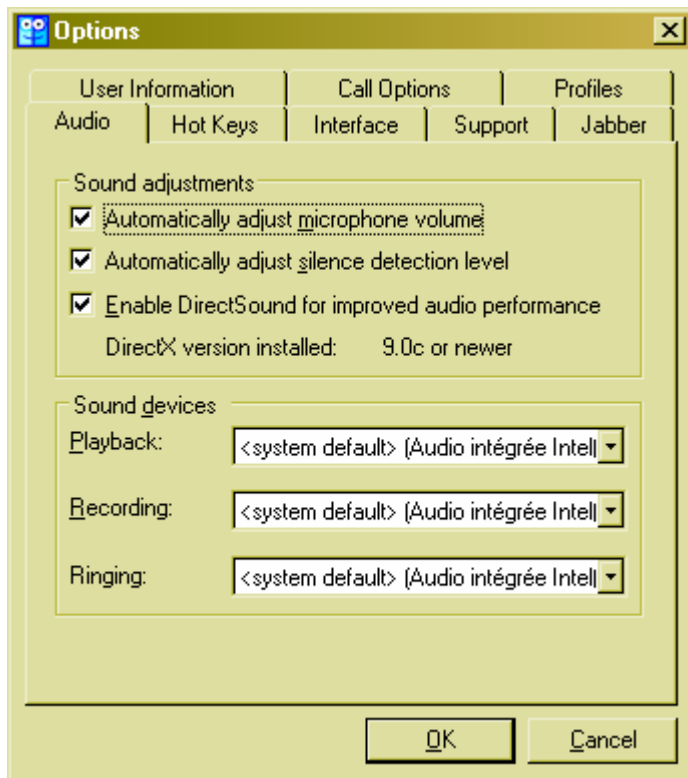 Options
User Information Call Options Profiles
Audio Hot Keys Interface Support Jabber
Sound adjustments
Automatically adjust microphone volume
Automatically adjust silence detection level
Enable DirectSound for improved audio performance
DirectX version installed: 9.0c or newer
Sound devices
Playback: <system default> (Audio intégrée Intel(
Recording: <system default> (Audio intégrée Intel(
Ringing: <system default> (Audio intégrée Intel(
OK Cancel